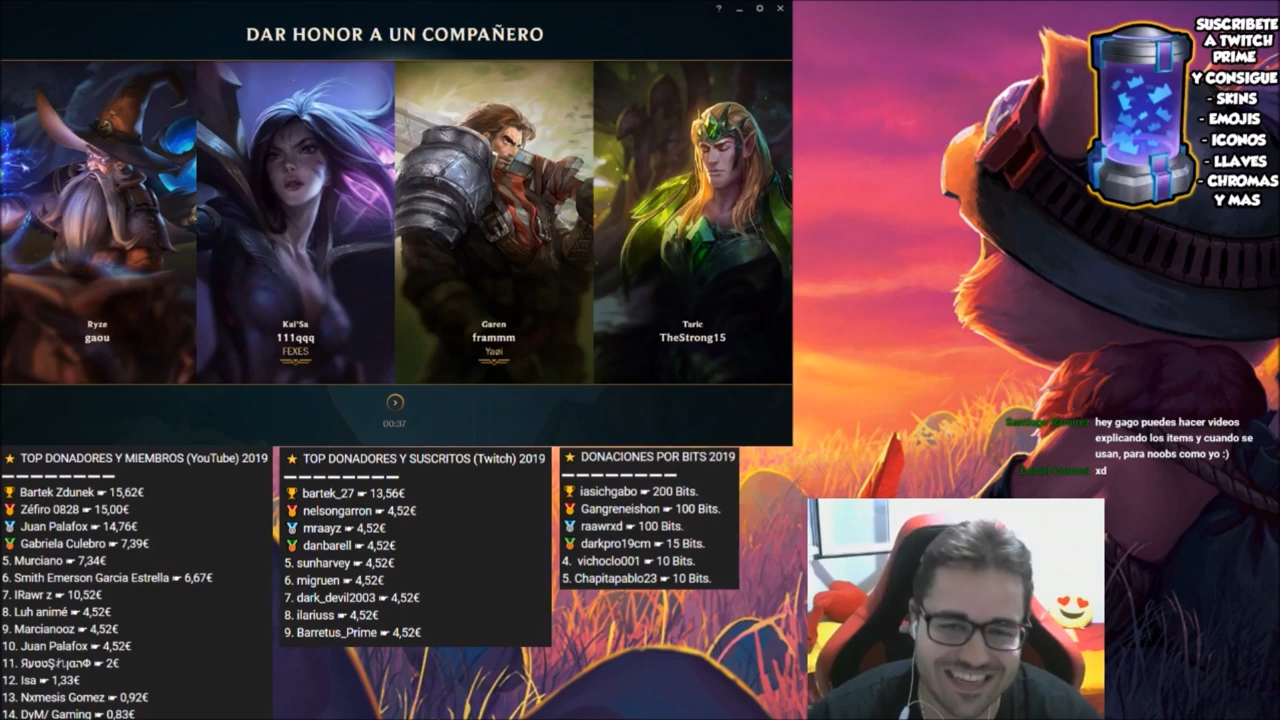 DAR HONOR A UN COMPAÑERO
Ryze
gaou
Kai'Sa
111qqq
FEXES
Garen
frammm
Yaøi
Taric
TheStrong15
00:37
SUSCRIBETE
A TWITCH
PRIME
Y CONSIGUE
- SKINS
- EMOJIS
- ICONOS
- LLAVES
- CHROMAS
Y MAS
hey gago puedes hacer videos
explicando los items y cuando se
usan, para noobs como yo :)
xd
TOP DONADORES Y MIEMBROS (YouTube) 2019
Bartek Zdunek ☛ 15,62€
Zéfiro 0828 ☛ 15,00€
Juan Palafox ☛ 14,76€
Gabriela Culebro ☛ 7,39€
5. Murciano ☛ 7,34€
6. Smith Emerson Garcia Estrella ☛ 6,67€
7. IRawr z ☛ 10,52€
8. Luh animé ☛ 4,52€
9. Marcianooz ☛ 4,52€
10. Juan Palafox ☛ 4,52€
11. ☛ 2€
12. Isa ☛ 1,33€
13. Nxmesis Gomez ☛ 0,92€
14. DyM/ Gaming ☛ 0,83€
TOP DONADORES Y SUSCRITOS (Twitch) 2019
bartek_27 ☛ 13,56€
nelsongarron ☛ 4,52€
mraayz ☛ 4,52€
danbarell ☛ 4,52€
5. sunharvey ☛ 4,52€
6. migruen ☛ 4,52€
7. dark_devil2003 ☛ 4,52€
8. ilariuss ☛ 4,52€
9. Barretus_Prime ☛ 4,52€
DONACIONES POR BITS 2019
iasichgabo ☛ 200 Bits.
Gangreneishon ☛ 100 Bits.
raawrxd ☛ 100 Bits.
darkpro19cm ☛ 15 Bits.
4. vichoclo001 ☛ 10 Bits.
5. Chapitapablo23 ☛ 10 Bits.